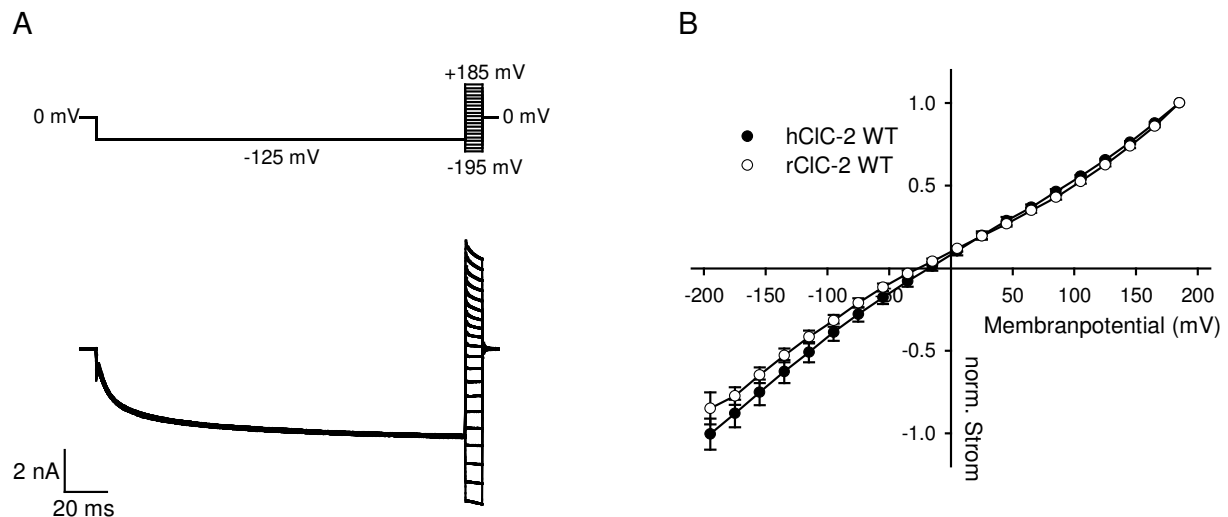 A
B
+185 mV
0 mV
0 mV
-125 mV
-195 mV
2 nA
20 ms
hClC-2 WT
rClC-2 WT
1.0
0.5
-200
-150
-100
-50
50
100
150
200
Membranpotential (mV)
-0.5
-1.0
norm. Strom